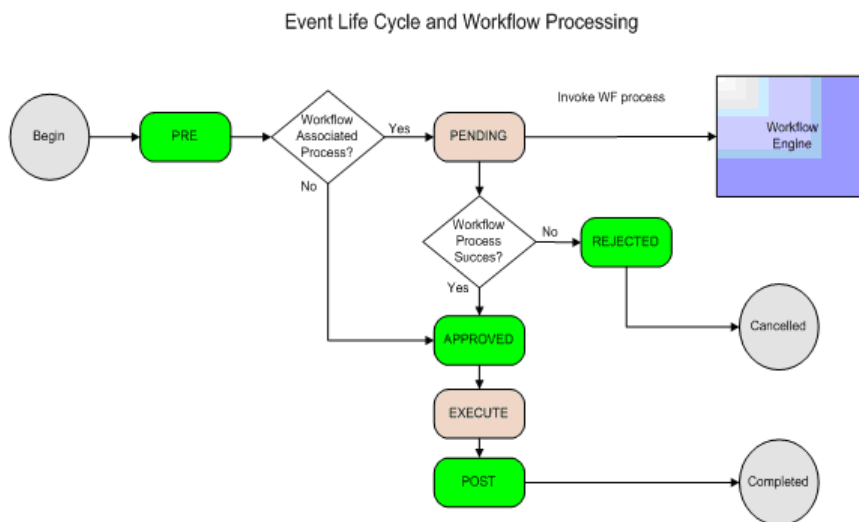 Event Life Cycle and Workflow Processing
Invoke WF process
Begin
PRE
Workflow
Associated
Process?
Yes
PENDING
Workflow
Engine
No
Workflow
Process
Succes?
No
REJECTED
Yes
APPROVED
Cancelled
EXECUTE
POST
Completed